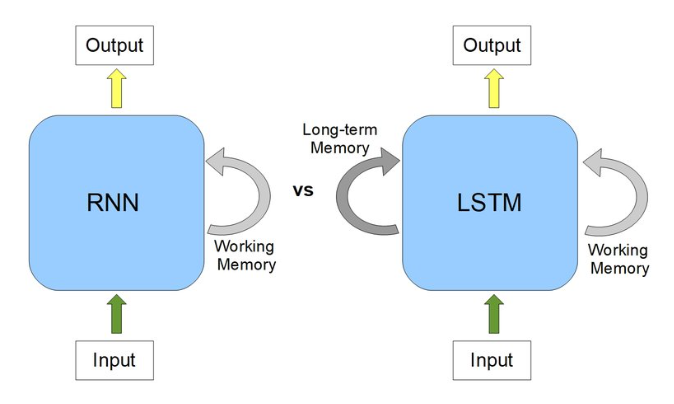 Output
RNN
Working
Memory
Input
vs
Output
Long-term
Memory
LSTM
Working
Memory
Input